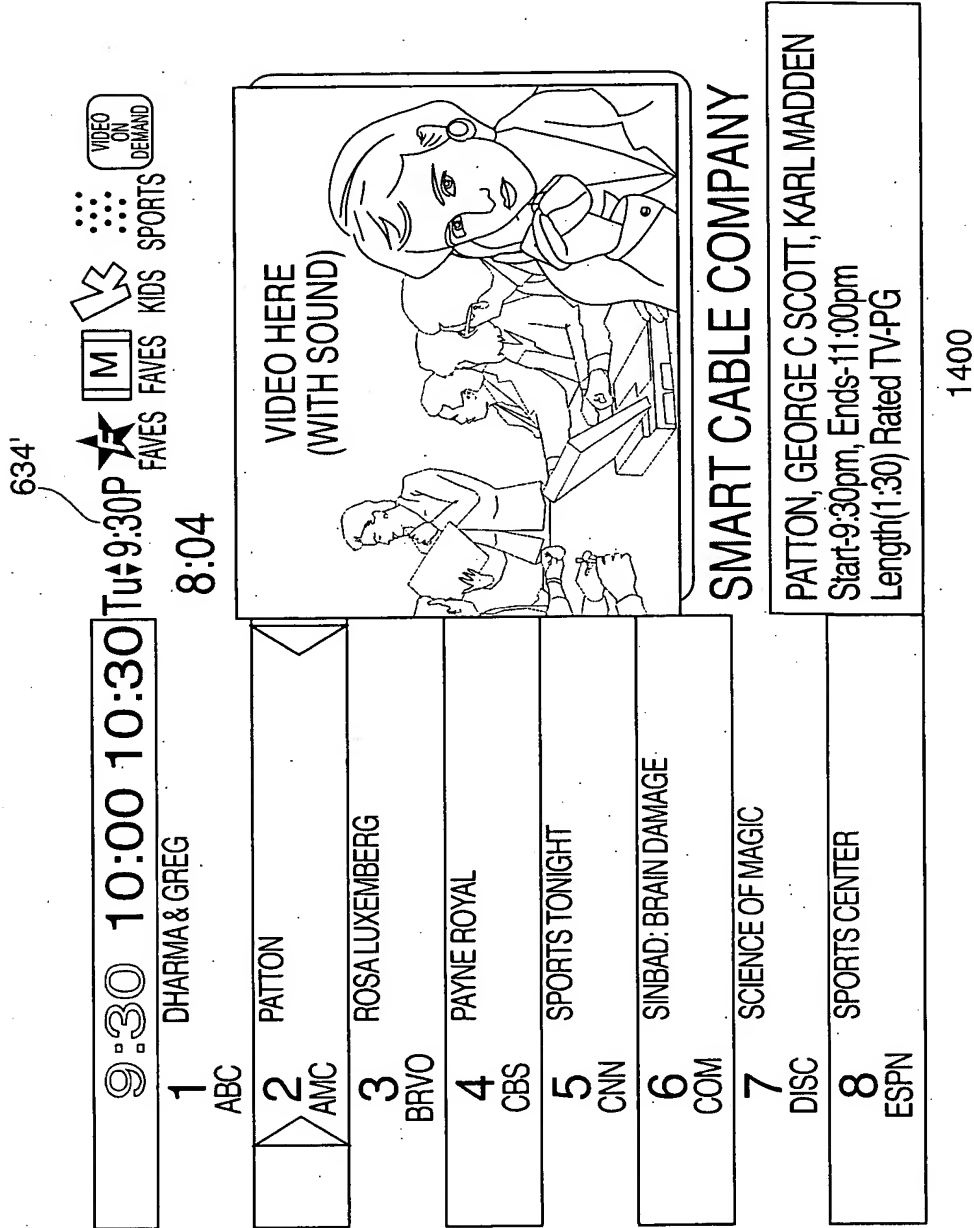 634'
9:30 10:00 10:30 Tu 9:30P
F M
FAVES FAVES KIDS SPORTS
VIDEO
ON
DEMAND
8:04
1 DHARMA & GREG
ABC
2 PATTON
AMC
3 ROSA LUXEMBERG
BRVO
4 PAYNE ROYAL
CBS
5 SPORTS TONIGHT
CNN
6 SINBAD: BRAIN DAMAGE
COM
7 SCIENCE OF MAGIC
DISC
8 SPORTS CENTER
ESPN
VIDEO HERE
(WITH SOUND)
SMART CABLE COMPANY
PATTON, GEORGE C SCOTT, KARL MADDEN
Start-9:30pm, Ends-11:00pm
Length(1:30) Rated TV-PG
1400